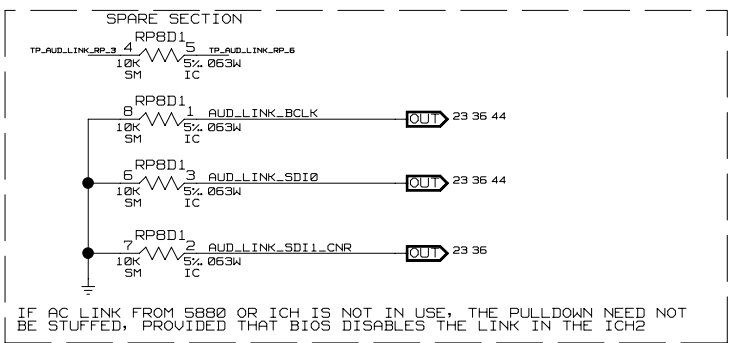 SPARE SECTION
RP8D1
TP_AUD_LINK_RP_3 4 5 TP_AUD_LINK_RP_6
10K 5%.063W
SM IC
RP8D1
8 1 AUD_LINK_BCLK OUT 23 36 44
10K 5%.063W
SM IC
RP8D1
6 3 AUD_LINK_SDI0 OUT 23 36 44
10K 5%.063W
SM IC
RP8D1
7 2 AUD_LINK_SDI1_CNR OUT 23 36
10K 5%.063W
SM IC
IF AC LINK FROM 5880 OR ICH IS NOT IN USE, THE PULLDOWN NEED NOT
BE STUFFED, PROVIDED THAT BIOS DISABLES THE LINK IN THE ICH2